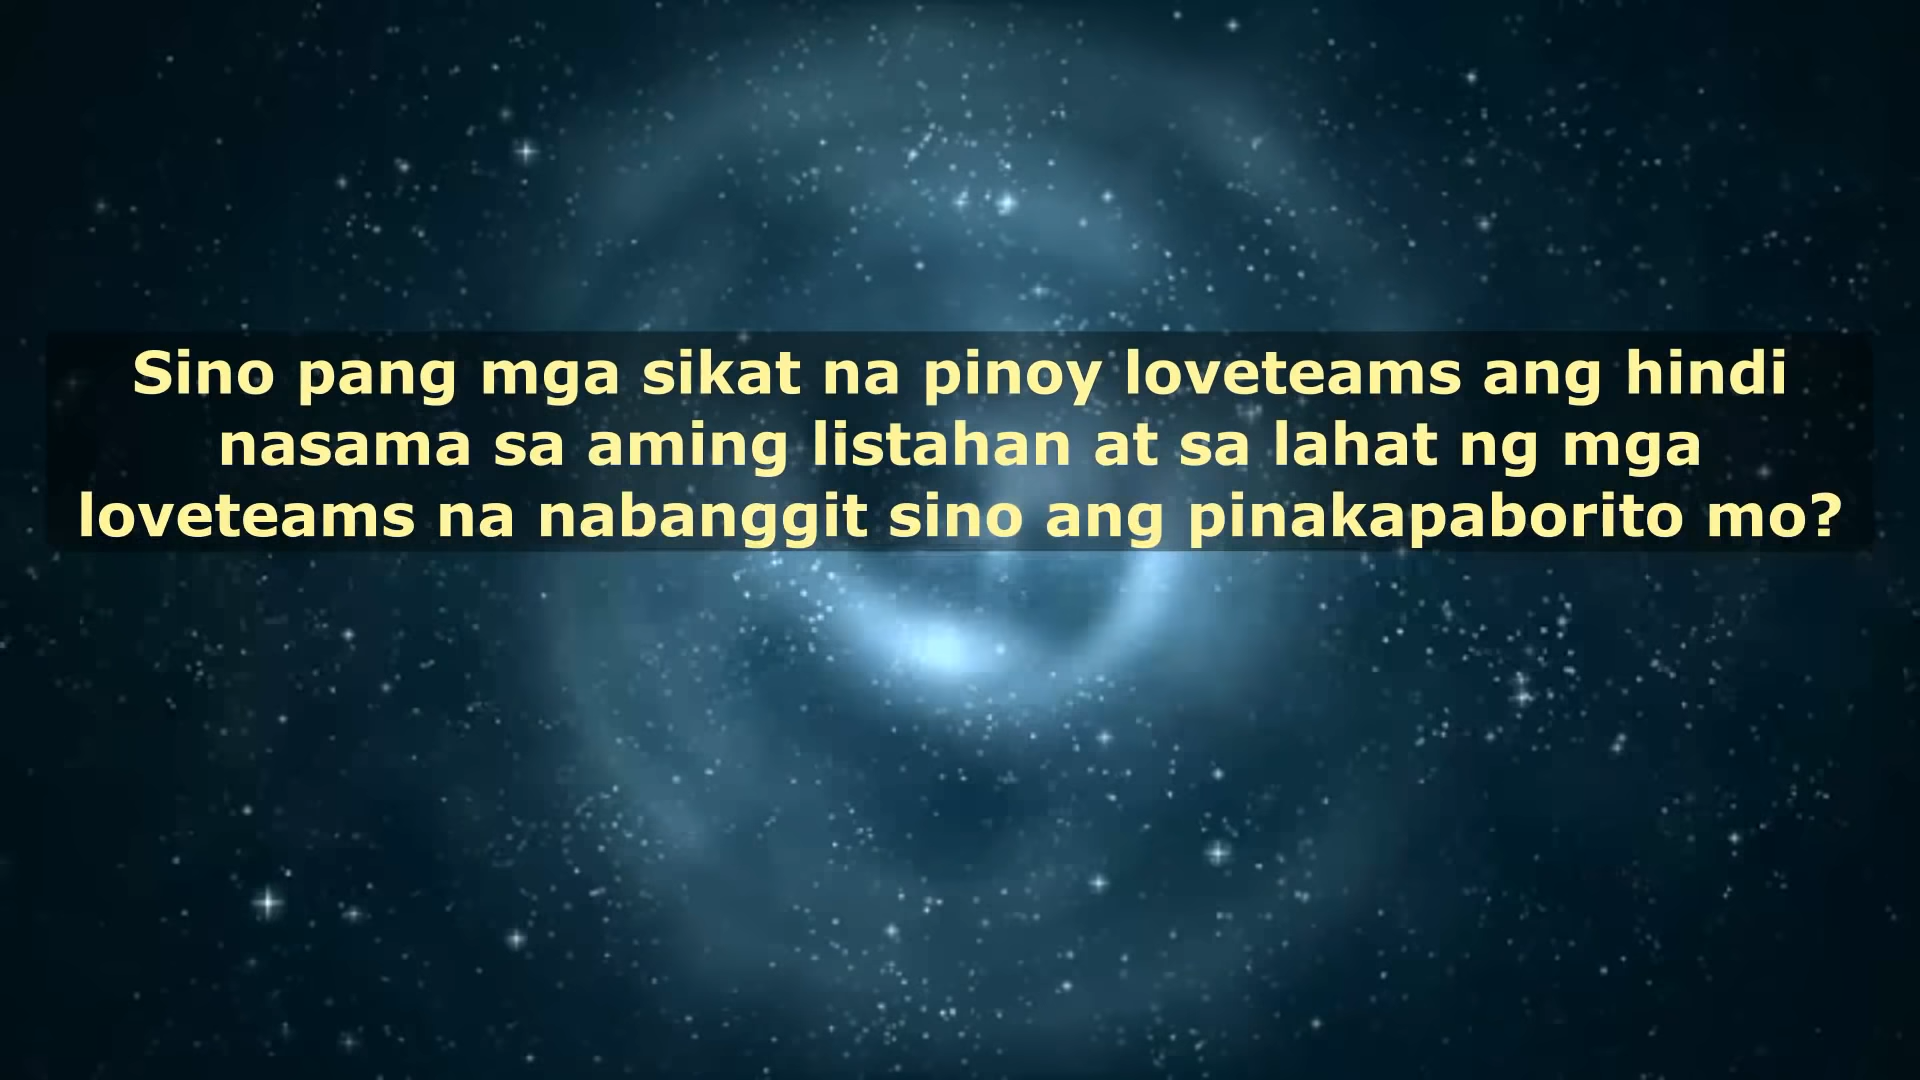 Sino pang mga sikat na pinoy loveteams ang hindi
nasama sa aming listahan at sa lahat ng mga
loveteams na nabanggit sino ang pinakapaborito mo?